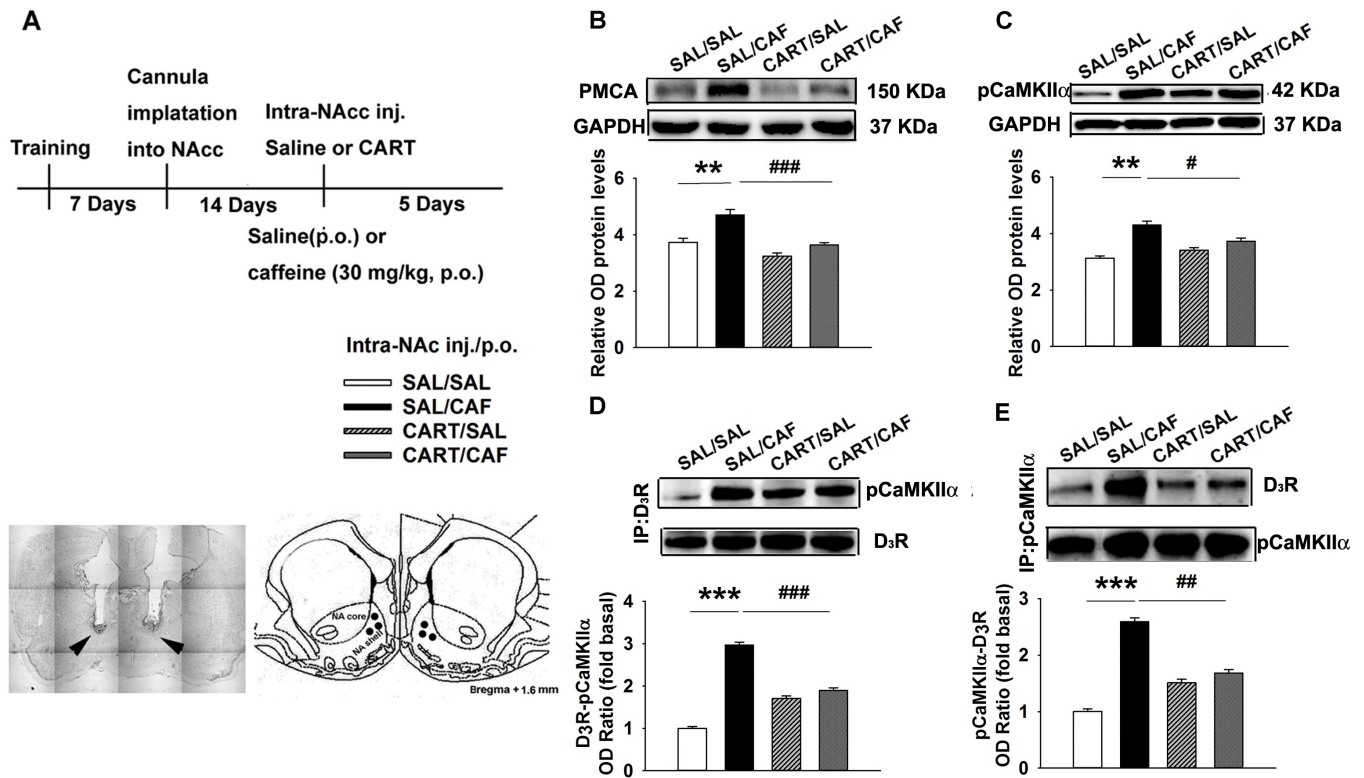 A
Cannula
implatation
into NAcc
Intra-NAcc inj.
Saline or CART
Training
7 Days
14 Days
5 Days
Saline(p.o.) or
caffeine (30 mg/kg, p.o.)
Intra-NAc inj./p.o.
SAL/SAL
SAL/CAF
CART/SAL
CART/CAF
NA core
NA shell
Bregma + 1.6 mm
B
SAL/SAL
SAL/CAF
CART/SAL
CART/CAF
PMCA
150 KDa
GAPDH
37 KDa
Relative OD protein levels
6
4
2
0
**
###
C
SAL/SAL
SAL/CAF
CART/SAL
CART/CAF
pCaMKIIα
42 KDa
GAPDH
37 KDa
Relative OD protein levels
6
4
2
0
**
#
D
SAL/SAL
SAL/CAF
CART/SAL
CART/CAF
IP:D₃R
pCaMKIIα
D₃R
D₃R-pCaMKIIα
OD Ratio (fold basal)
4
3
2
1
0
***
###
E
SAL/SAL
SAL/CAF
CART/SAL
CART/CAF
IP:pCaMKIIα
D₃R
pCaMKIIα
pCaMKIIα-D₃R
OD Ratio (fold basal)
3
2
1
0
***
##